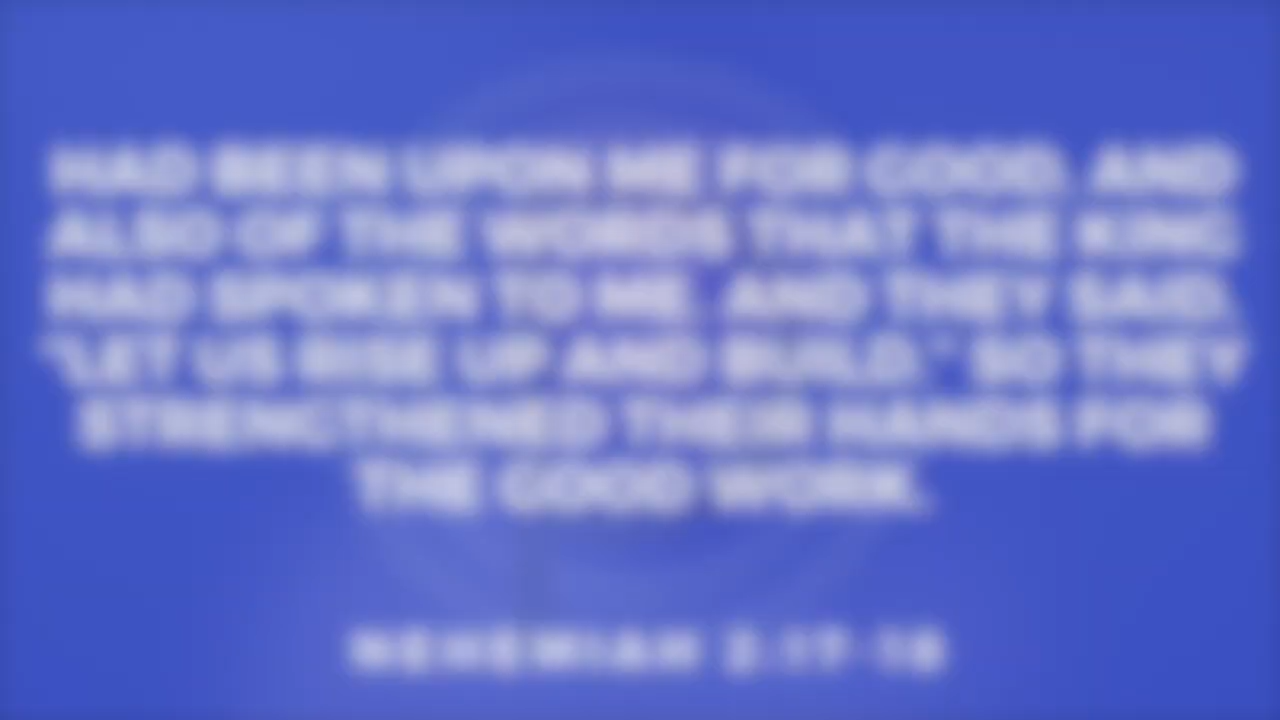 HAD BEEN UPON ME FOR GOOD, AND
ALSO OF THE WORDS THAT THE KING
HAD SPOKEN TO ME. AND THEY SAID,
"LET US RISE UP AND BUILD." SO THEY
STRENGTHENED THEIR HANDS FOR
THE GOOD WORK.
NEHEMIAH 2:17-18